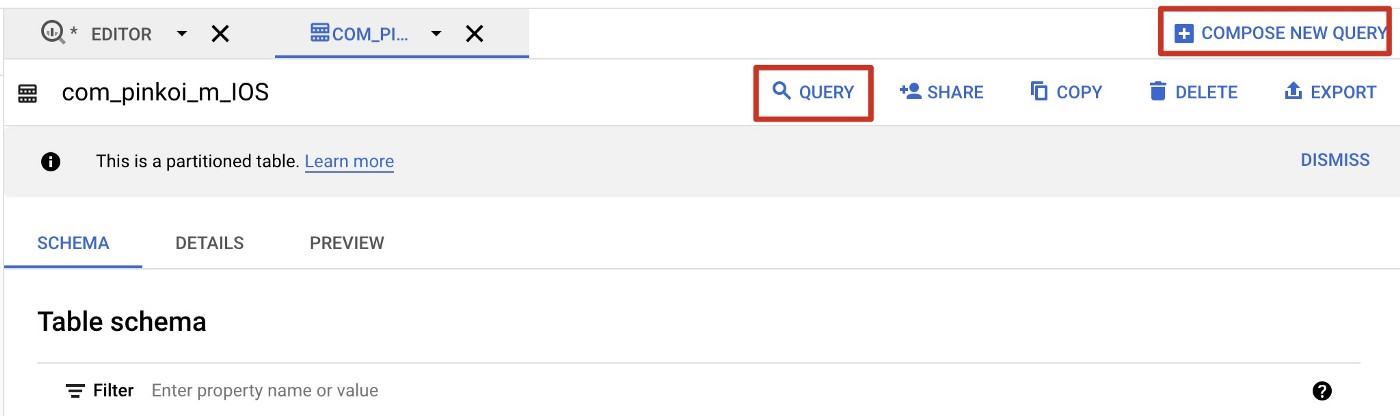 * EDITOR COM_PI... COMPOSE NEW QUERY
com_pinkoi_m_IOS QUERY SHARE COPY DELETE EXPORT
This is a partitioned table. Learn more DISMISS
SCHEMA DETAILS PREVIEW
Table schema
Filter Enter property name or value